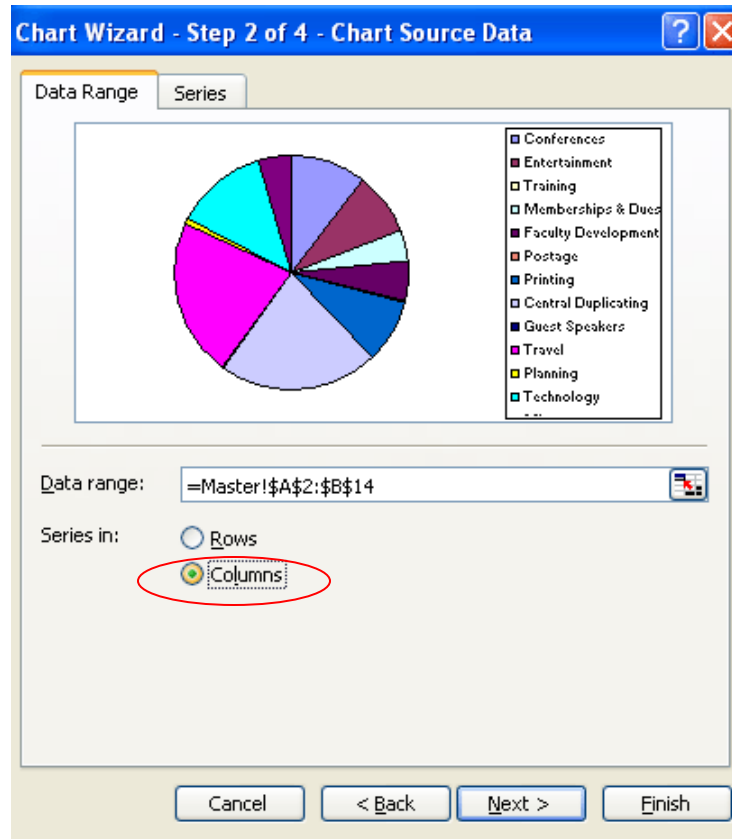 Chart Wizard - Step 2 of 4 - Chart Source Data
Data Range Series
Conferences
Entertainment
Training
Memberships & Dues
Faculty Development
Postage
Printing
Central Duplicating
Guest Speakers
Travel
Planning
Technology
Data range: =Master!$A$2:$B$14
Series in: Rows
Columns
Cancel < Back Next > Finish